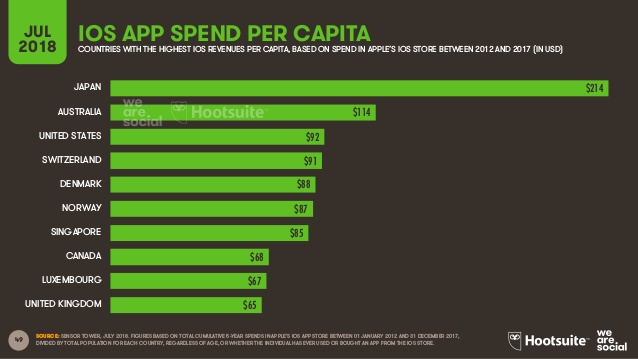 JUL
2018
IOS APP SPEND PER CAPITA
COUNTRIES WITH THE HIGHEST IOS REVENUES PER CAPITA, BASED ON SPEND IN APPLE'S IOS STORE BETWEEN 2012 AND 2017 (IN USD)
JAPAN $214
AUSTRALIA $114
we are social Hootsuite
UNITED STATES $92
SWITZERLAND $91
DENMARK $88
NORWAY $87
SINGAPORE $85
CANADA $68
LUXEMBOURG $67
UNITED KINGDOM $65
49
SOURCE: SENSOR TOWER, JULY 2018. FIGURES BASED ON TOTAL CUMULATIVE 5-YEAR SPENDS IN APPLE'S IOS APP STORE BETWEEN 01 JANUARY 2012 AND 31 DECEMBER 2017,
DIVIDED BY TOTAL POPULATION FOR EACH COUNTRY, REGARDLESS OF AGE, OR WHETHER THE INDIVIDUAL HAS EVER USED OR BOUGHT AN APP FROM THE IOS STORE.
Hootsuite™
we
are
social